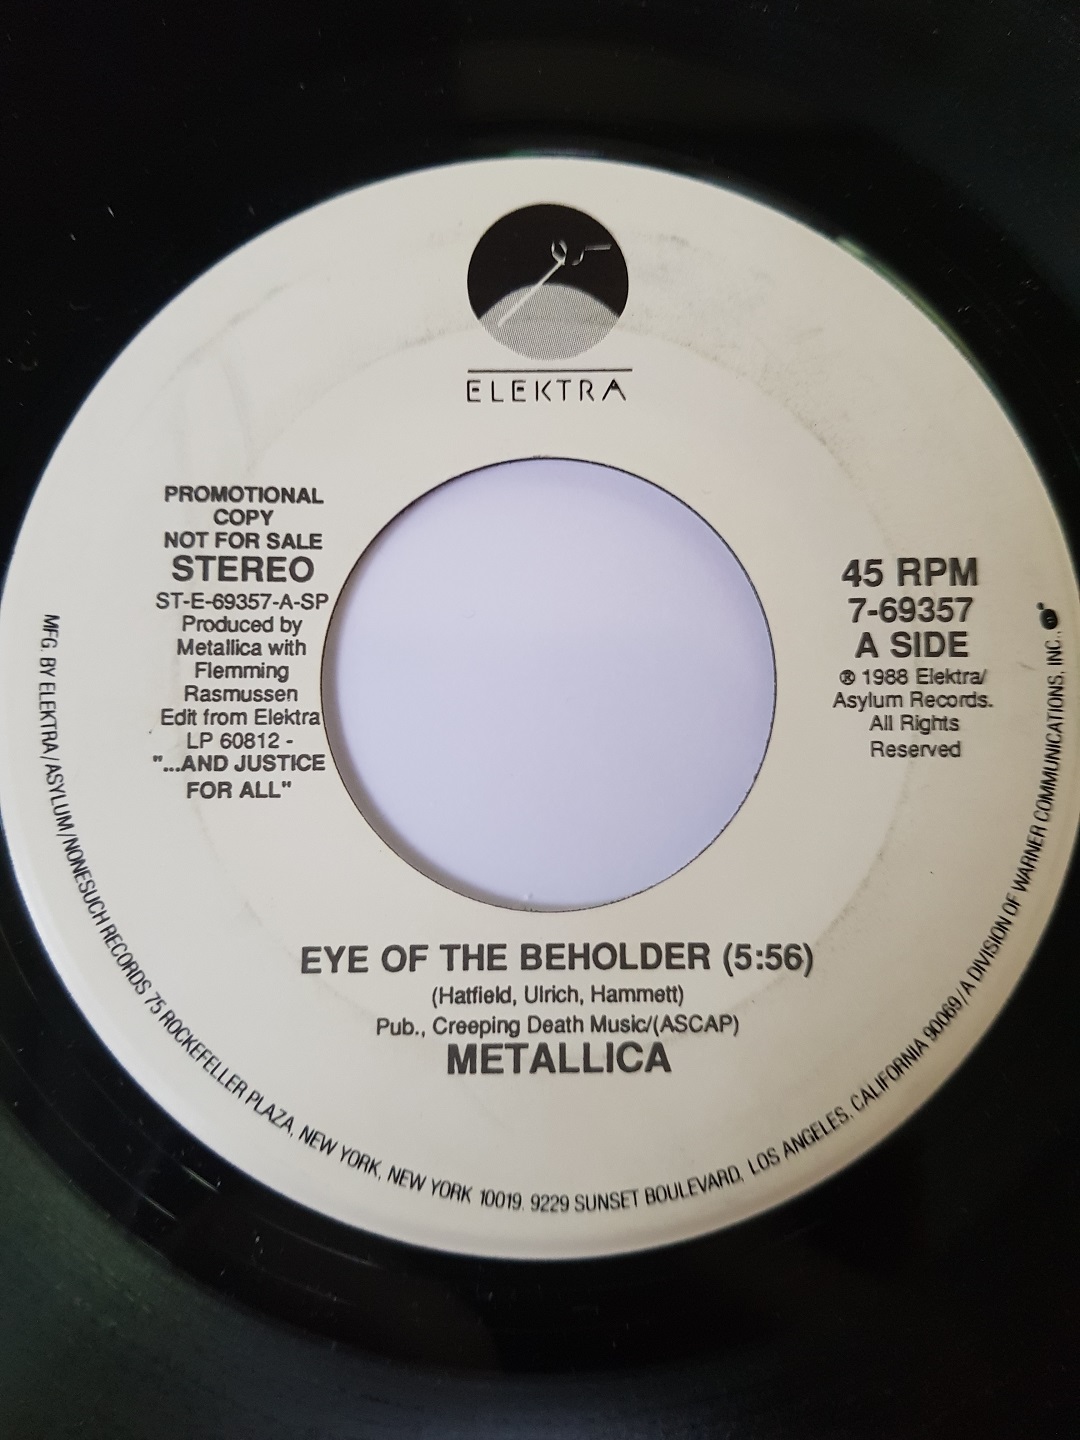 ELEKTRA
PROMOTIONAL
COPY
NOT FOR SALE
STEREO
ST-E-69357-A-SP
Produced by
Metallica with
Flemming
Rasmussen
Edit from Elektra
LP 60812 -
"...AND JUSTICE
FOR ALL"
45 RPM
7-69357
A SIDE
℗ 1988 Elektra/
Asylum Records.
All Rights
Reserved
EYE OF THE BEHOLDER (5:56)
(Hatfield, Ulrich, Hammett)
Pub., Creeping Death Music/(ASCAP)
METALLICA
MFG. BY ELEKTRA/ASYLUM/NONESUCH RECORDS 75 ROCKEFELLER PLAZA, NEW YORK, NEW YORK 10019. 9229 SUNSET BOULEVARD, LOS ANGELES, CALIFORNIA 90069/A DIVISION OF WARNER COMMUNICATIONS, INC.,